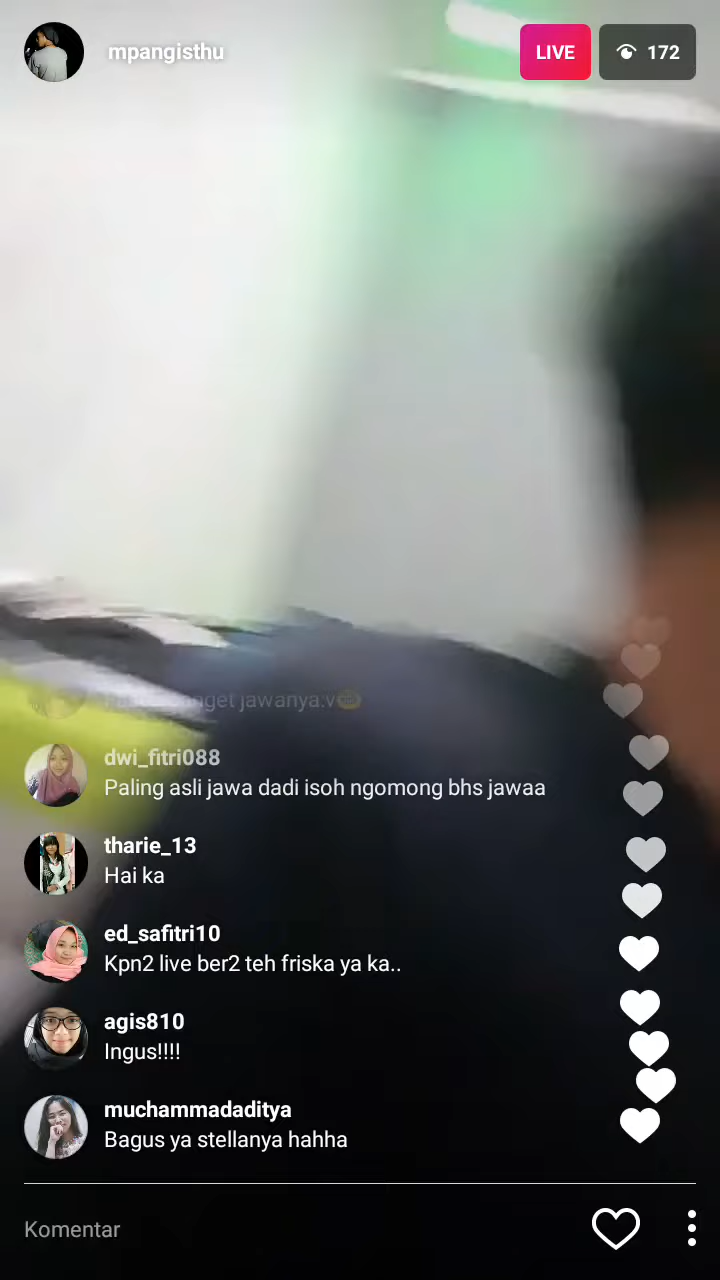 mpangisthu
LIVE
172
jawanya:v
dwi_fitri088
Paling asli jawa dadi isoh ngomong bhs jawaa
tharie_13
Hai ka
ed_safitri10
Kpn2 live ber2 teh friska ya ka..
agis810
Ingus!!!!
muchammadaditya
Bagus ya stellanya hahha
Komentar